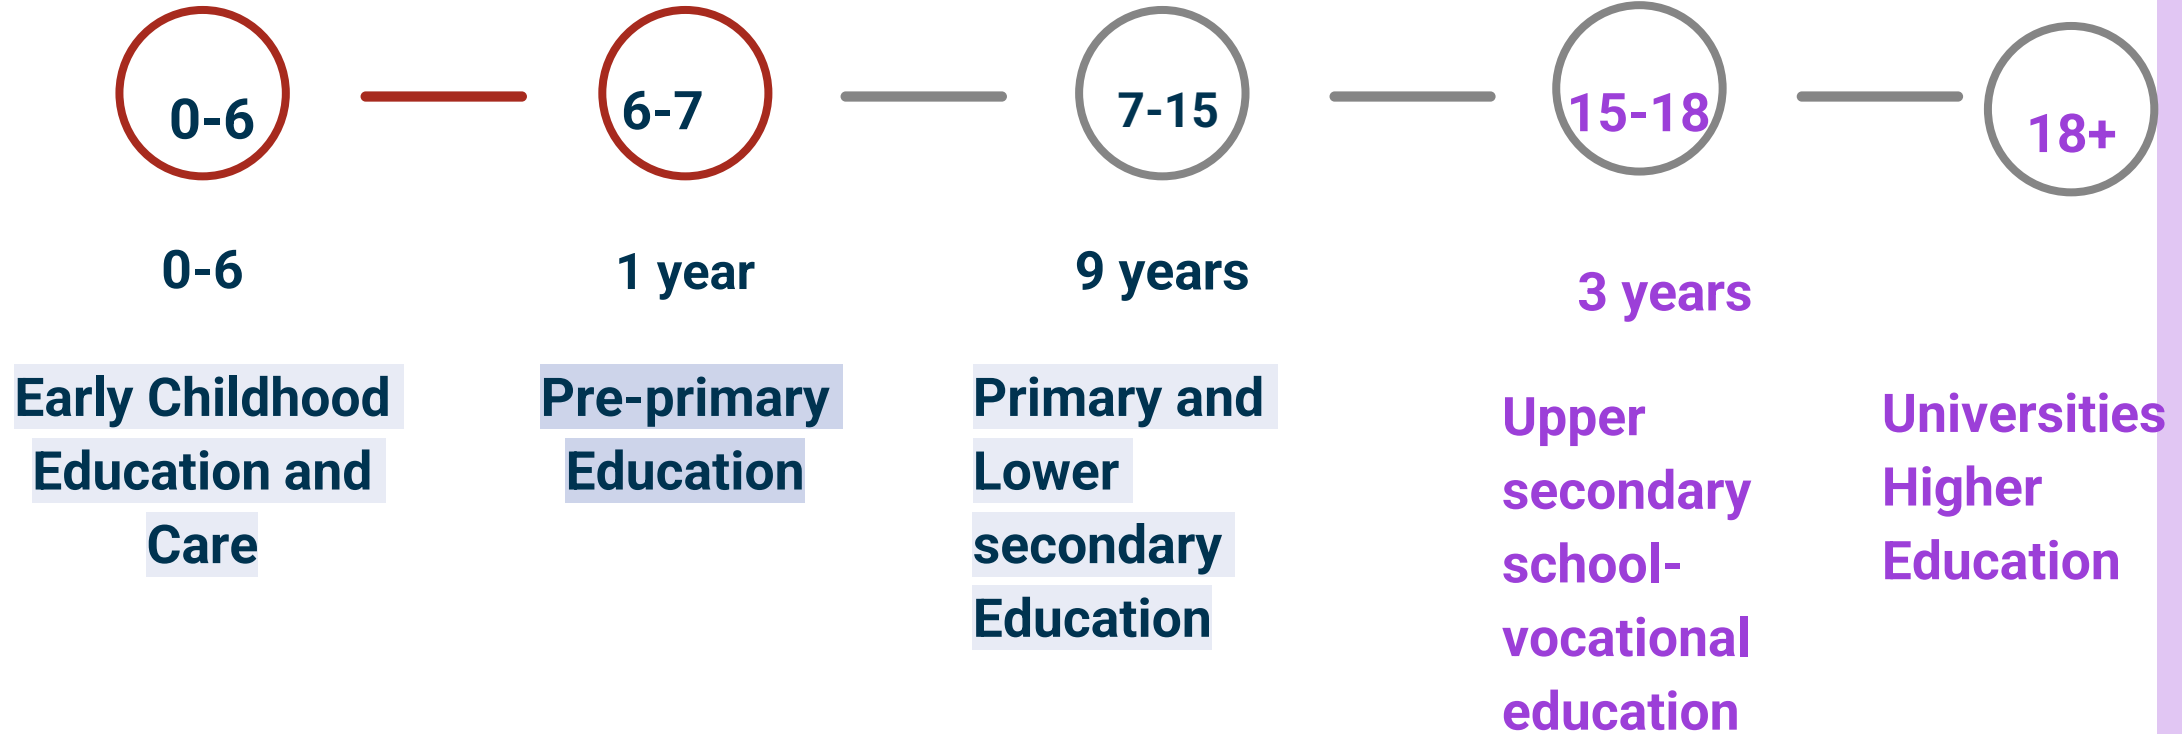 0-6
6-7
7-15
15-18
18+
0-6
1 year
9 years
3 years
Early Childhood
Education and
Care
Pre-primary
Education
Primary and
Lower
secondary
Education
Upper
secondary
school-
vocational
education
Universities
Higher
Education